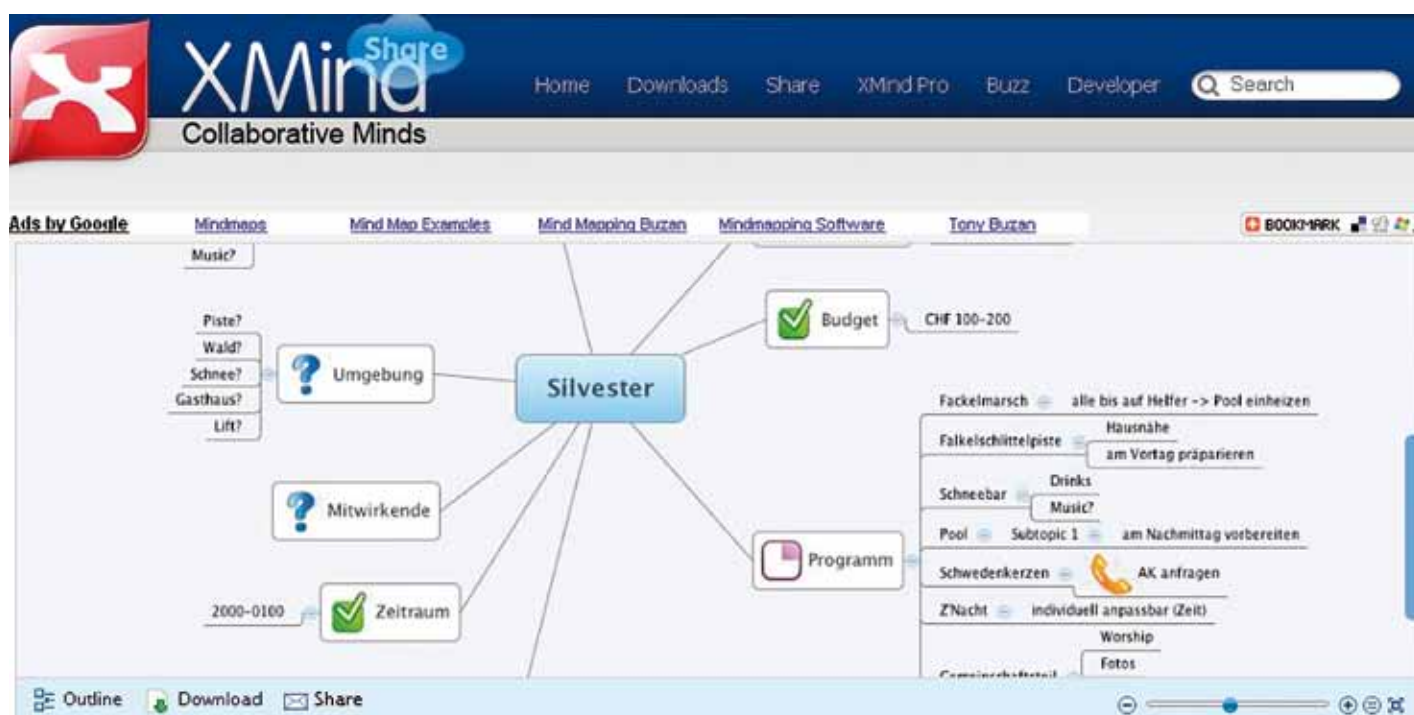 XMind Share
Collaborative Minds
Home Downloads Share XMind Pro Buzz Developer Search
Ads by Google Mindmaps Mind Map Examples Mind Mapping Buzan Mindmapping Software Tony Buzan BOOKMARK
Music?
Piste?
Wald?
Schnee?
Gasthaus?
Lift?
Umgebung
Mitwirkende
2000-0100
Zeitraum
Silvester
Budget
CHF 100-200
Programm
Fackelmarsch
alle bis auf Helfer -> Pool einheizen
Falkelschlittelpiste
Hausnähe
am Vortag präparieren
Schneebar
Drinks
Music?
Pool
Subtopic 1
am Nachmittag vorbereiten
Schwedenkerzen
AK anfragen
Z'Nacht
individuell anpassbar (Zeit)
Gemeinschaftsteil
Worship
Fotos
Outline Download Share